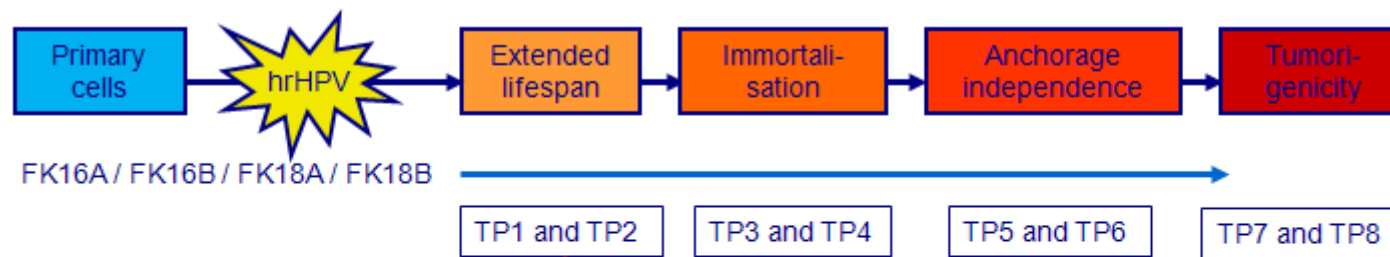 Primary
cells
hrHPV
Extended
lifespan
Immortali-
sation
Anchorage
independence
Tumori-
genicity
FK16A / FK16B / FK18A / FK18B
TP1 and TP2
TP3 and TP4
TP5 and TP6
TP7 and TP8